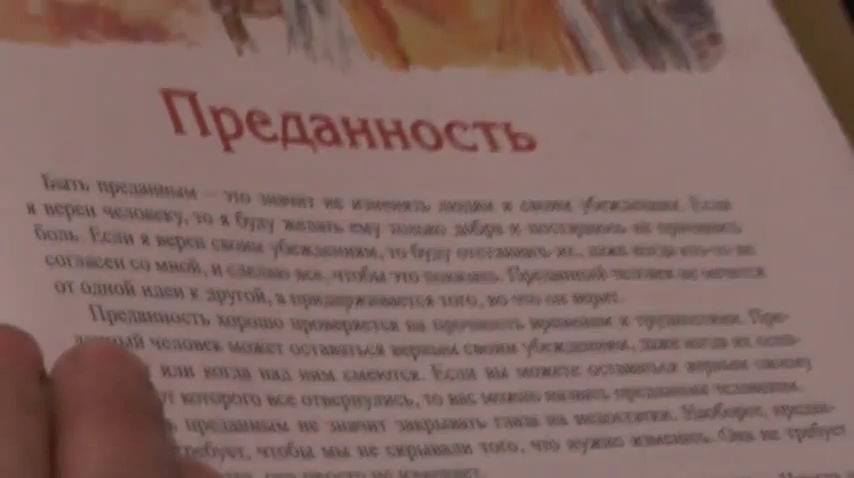 Преданность
Быть преданным – это значит не изменять людям и своим убеждениям. Если
я верен человеку, то я буду желать ему только добра и постараюсь не причинить
боль. Если я верен своим убеждениям, то буду отстаивать их, даже когда кто-то не
согласен со мной, и сделаю все, чтобы это показать. Преданный человек не мечется
от одной идеи к другой, а придерживается того, во что он верит.
Преданность хорошо проверяется на прочность временем и трудностями. Пре-
данный человек может оставаться верным своим убеждениям, даже когда их
или когда над ним смеются. Если вы можете оставаться верным своему
от которого все отвернулись, то вас можно назвать преданным человеком.
преданным не значит закрывать глаза на недостатки. Наоборот, предан-
требует, чтобы мы не скрывали того, что нужно изменить. Она не требует
она просто не изменяет.